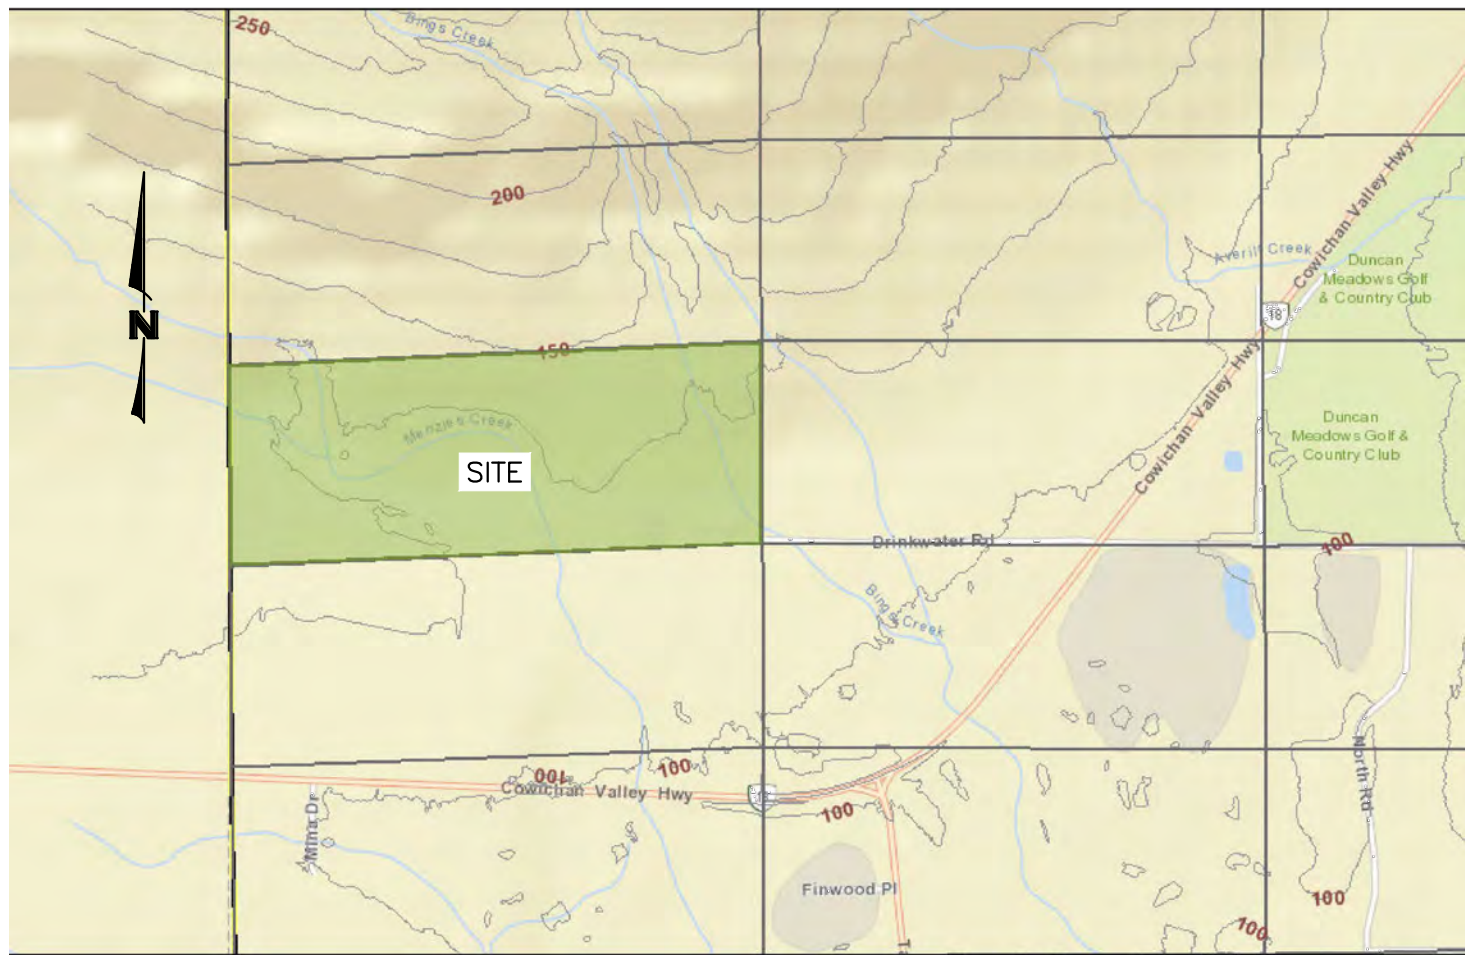 250
Bings Creek
200
Cowichan Valley Hwy
Averill Creek
Duncan
Meadows Golf
& Country Club
N
18
150
Cowichan Valley Hwy
Menzies Creek
Duncan
Meadows Golf &
Country Club
SITE
Drinkwater Rd
100
Bings Creek
North Rd
100
100
Cowichan Valley Hwy
100
Mina Dr
Finwood Pl
100
100